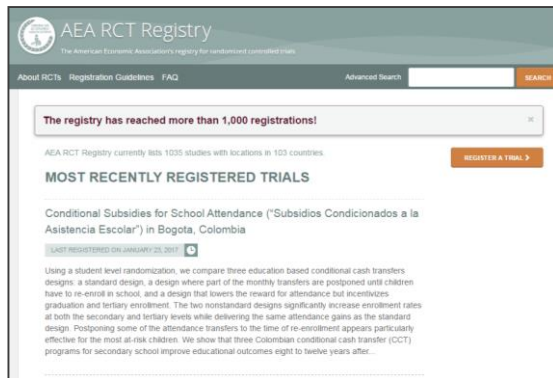 AEA RCT Registry
The American Economic Association's registry for randomized controlled trials
About RCTs Registration Guidelines FAQ Advanced Search SEARCH
The registry has reached more than 1,000 registrations! ×
AEA RCT Registry currently lists 1035 studies with locations in 103 countries.
REGISTER A TRIAL >
MOST RECENTLY REGISTERED TRIALS
Conditional Subsidies for School Attendance ("Subsidios Condicionados a la
Asistencia Escolar") in Bogota, Colombia
LAST REGISTERED ON JANUARY 25, 2017
Using a student level randomization, we compare three education based conditional cash transfers
designs: a standard design, a design where part of the monthly transfers are postponed until children
have to re-enroll in school, and a design that lowers the reward for attendance but incentivizes
graduation and tertiary enrollment. The two nonstandard designs significantly increase enrollment rates
at both the secondary and tertiary levels while delivering the same attendance gains as the standard
design. Postponing some of the attendance transfers to the time of re-enrollment appears particularly
effective for the most at-risk children. We show that three Colombian conditional cash transfer (CCT)
programs for secondary school improve educational outcomes eight to twelve years after...